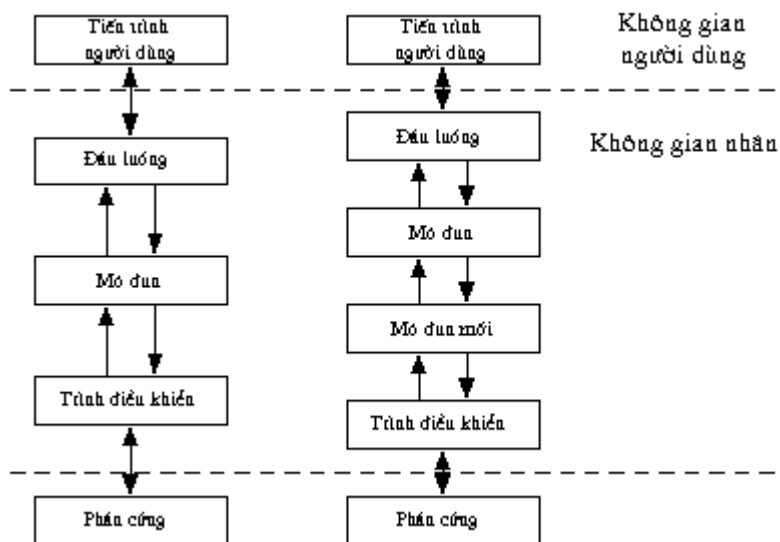 Tiến trình
người dùng
Tiến trình
người dùng
Không gian
người dùng
Đầu luồng
Đầu luồng
Không gian nhân
Mô đun
Mô đun
Mô đun mới
Trình điều khiển
Trình điều khiển
Phần cứng
Phần cứng